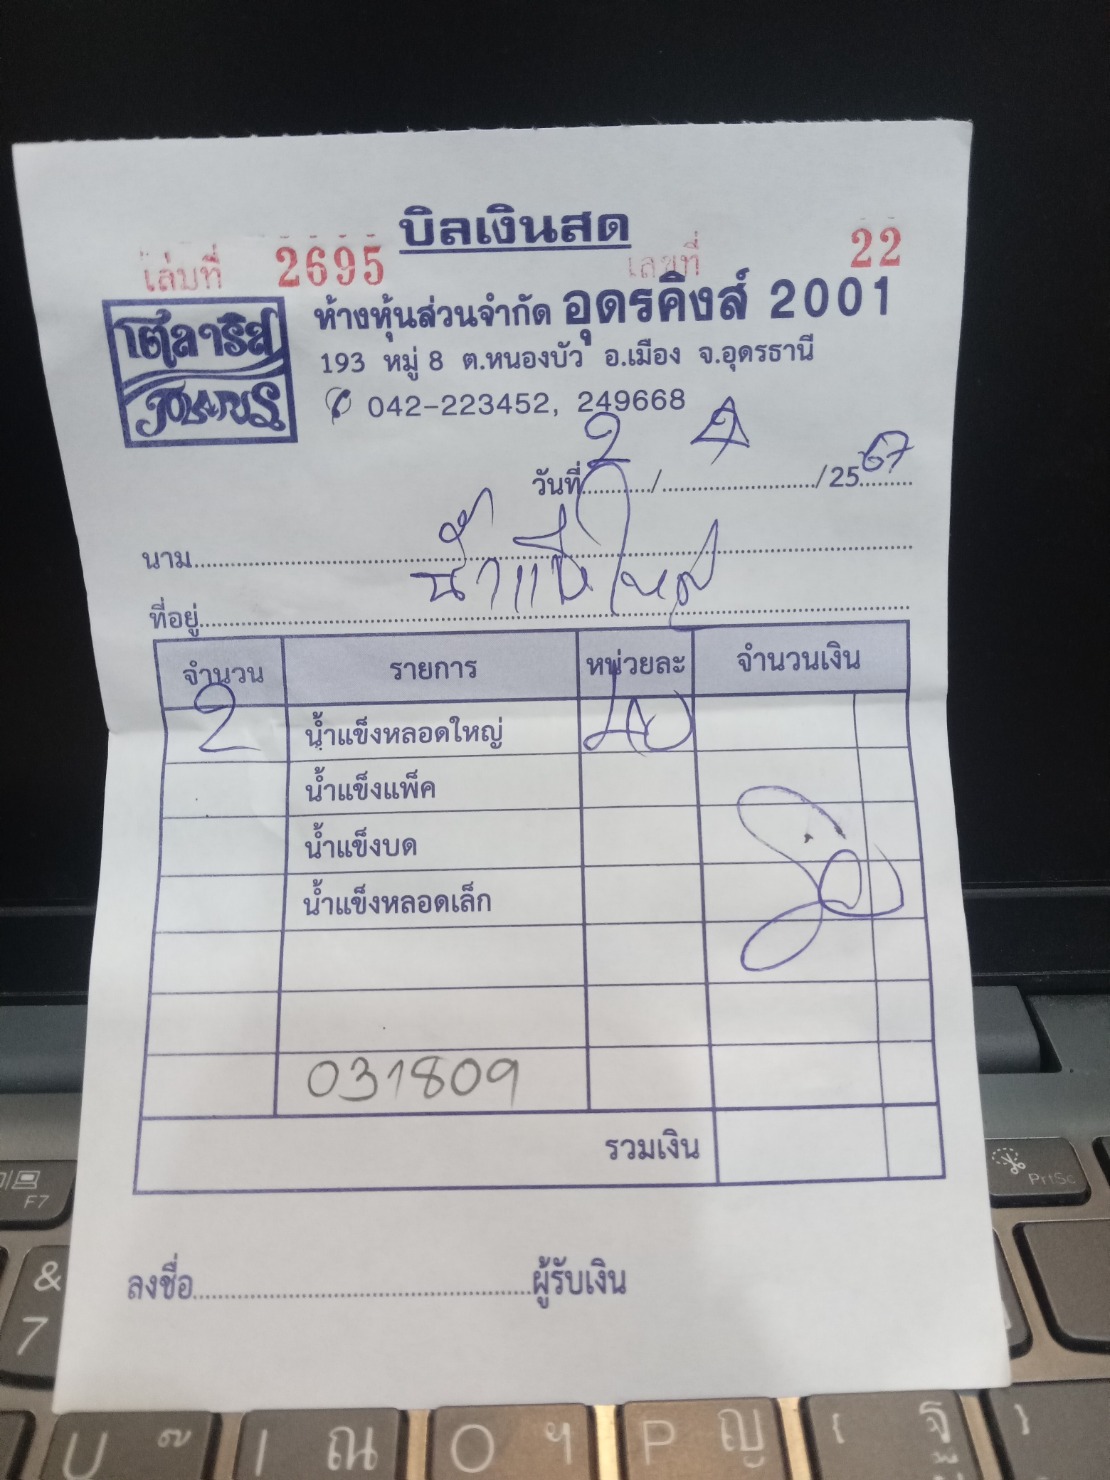 บิลเงินสด
เล่มที่ 2695 เลขที่ 22
ห้างหุ้นส่วนจำกัด อุดรคิงส์ 2001
โต๋ลาริส
193 หมู่ 8 ต.หนองบัว อ.เมือง จ.อุดรธานี
042-223452, 249668
วันที่ 2 / / 2567
นาม
น้ำแข็งใหญ่
ที่อยู่
จำนวน รายการ หน่วยละ จำนวนเงิน
2 น้ำแข็งหลอดใหญ่ 40
น้ำแข็งแพ็ค
น้ำแข็งบด
80
น้ำแข็งหลอดเล็ก
031809
รวมเงิน
ลงชื่อ ผู้รับเงิน
PrtSc
F7
&
7
U I ณ O ฯ P ญ ฐ